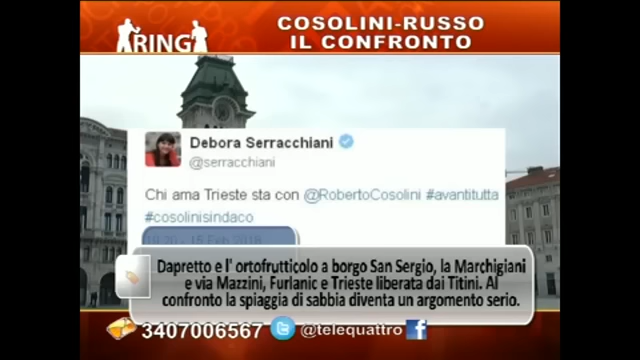 RING
COSOLINI-RUSSO
IL CONFRONTO
Debora Serracchiani
@serracchiani
Chi ama Trieste sta con @RobertoCosolini #avantitutta
#cosolinisindaco
Dapretto e l' ortofrutticolo a borgo San Sergio, la Marchigiani
e via Mazzini, Furlanic e Trieste liberata dai Titini. Al
confronto la spiaggia di sabbia diventa un argomento serio.
3407006567 @telequattro